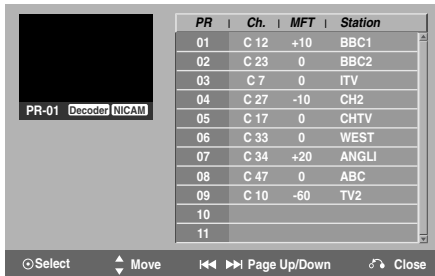 PR Ch. MFT Station
01 C 12 +10 BBC1
02 C 23 0 BBC2
03 C 7 0 ITV
04 C 27 -10 CH2
05 C 17 0 CHTV
06 C 33 0 WEST
07 C 34 +20 ANGLI
08 C 47 0 ABC
09 C 10 -60 TV2
10
11
PR-01 Decoder NICAM
Select Move Page Up/Down Close